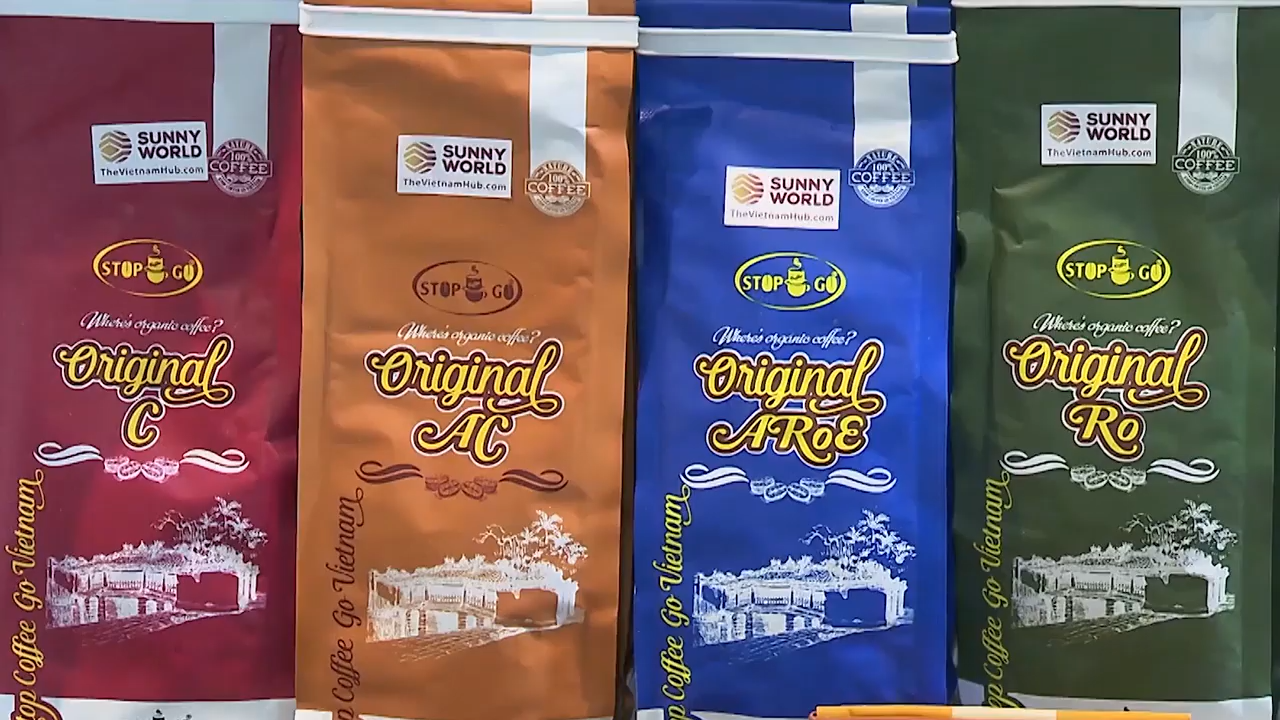 SUNNY
WORLD
TheVietnamHub.com
100%
COFFEE
STOP GO
Where's organic coffee?
Original
C
Go Vietnam
SUNNY
WORLD
TheVietnamHub.com
100%
COFFEE
STOP GO
Where's organic coffee?
Original
AC
Coffee Go Vietnam
SUNNY
WORLD
TheVietnamHub.com
NATURE
100%
COFFEE
STOP GO
Where's organic coffee?
Original
ARoE
Coffee Go Vietnam
SUNNY
WORLD
TheVietnamHub.com
NATURE
100%
COFFEE
STOP GO
Where's organic coffee?
Original
Ro
Coffee Go Vietnam